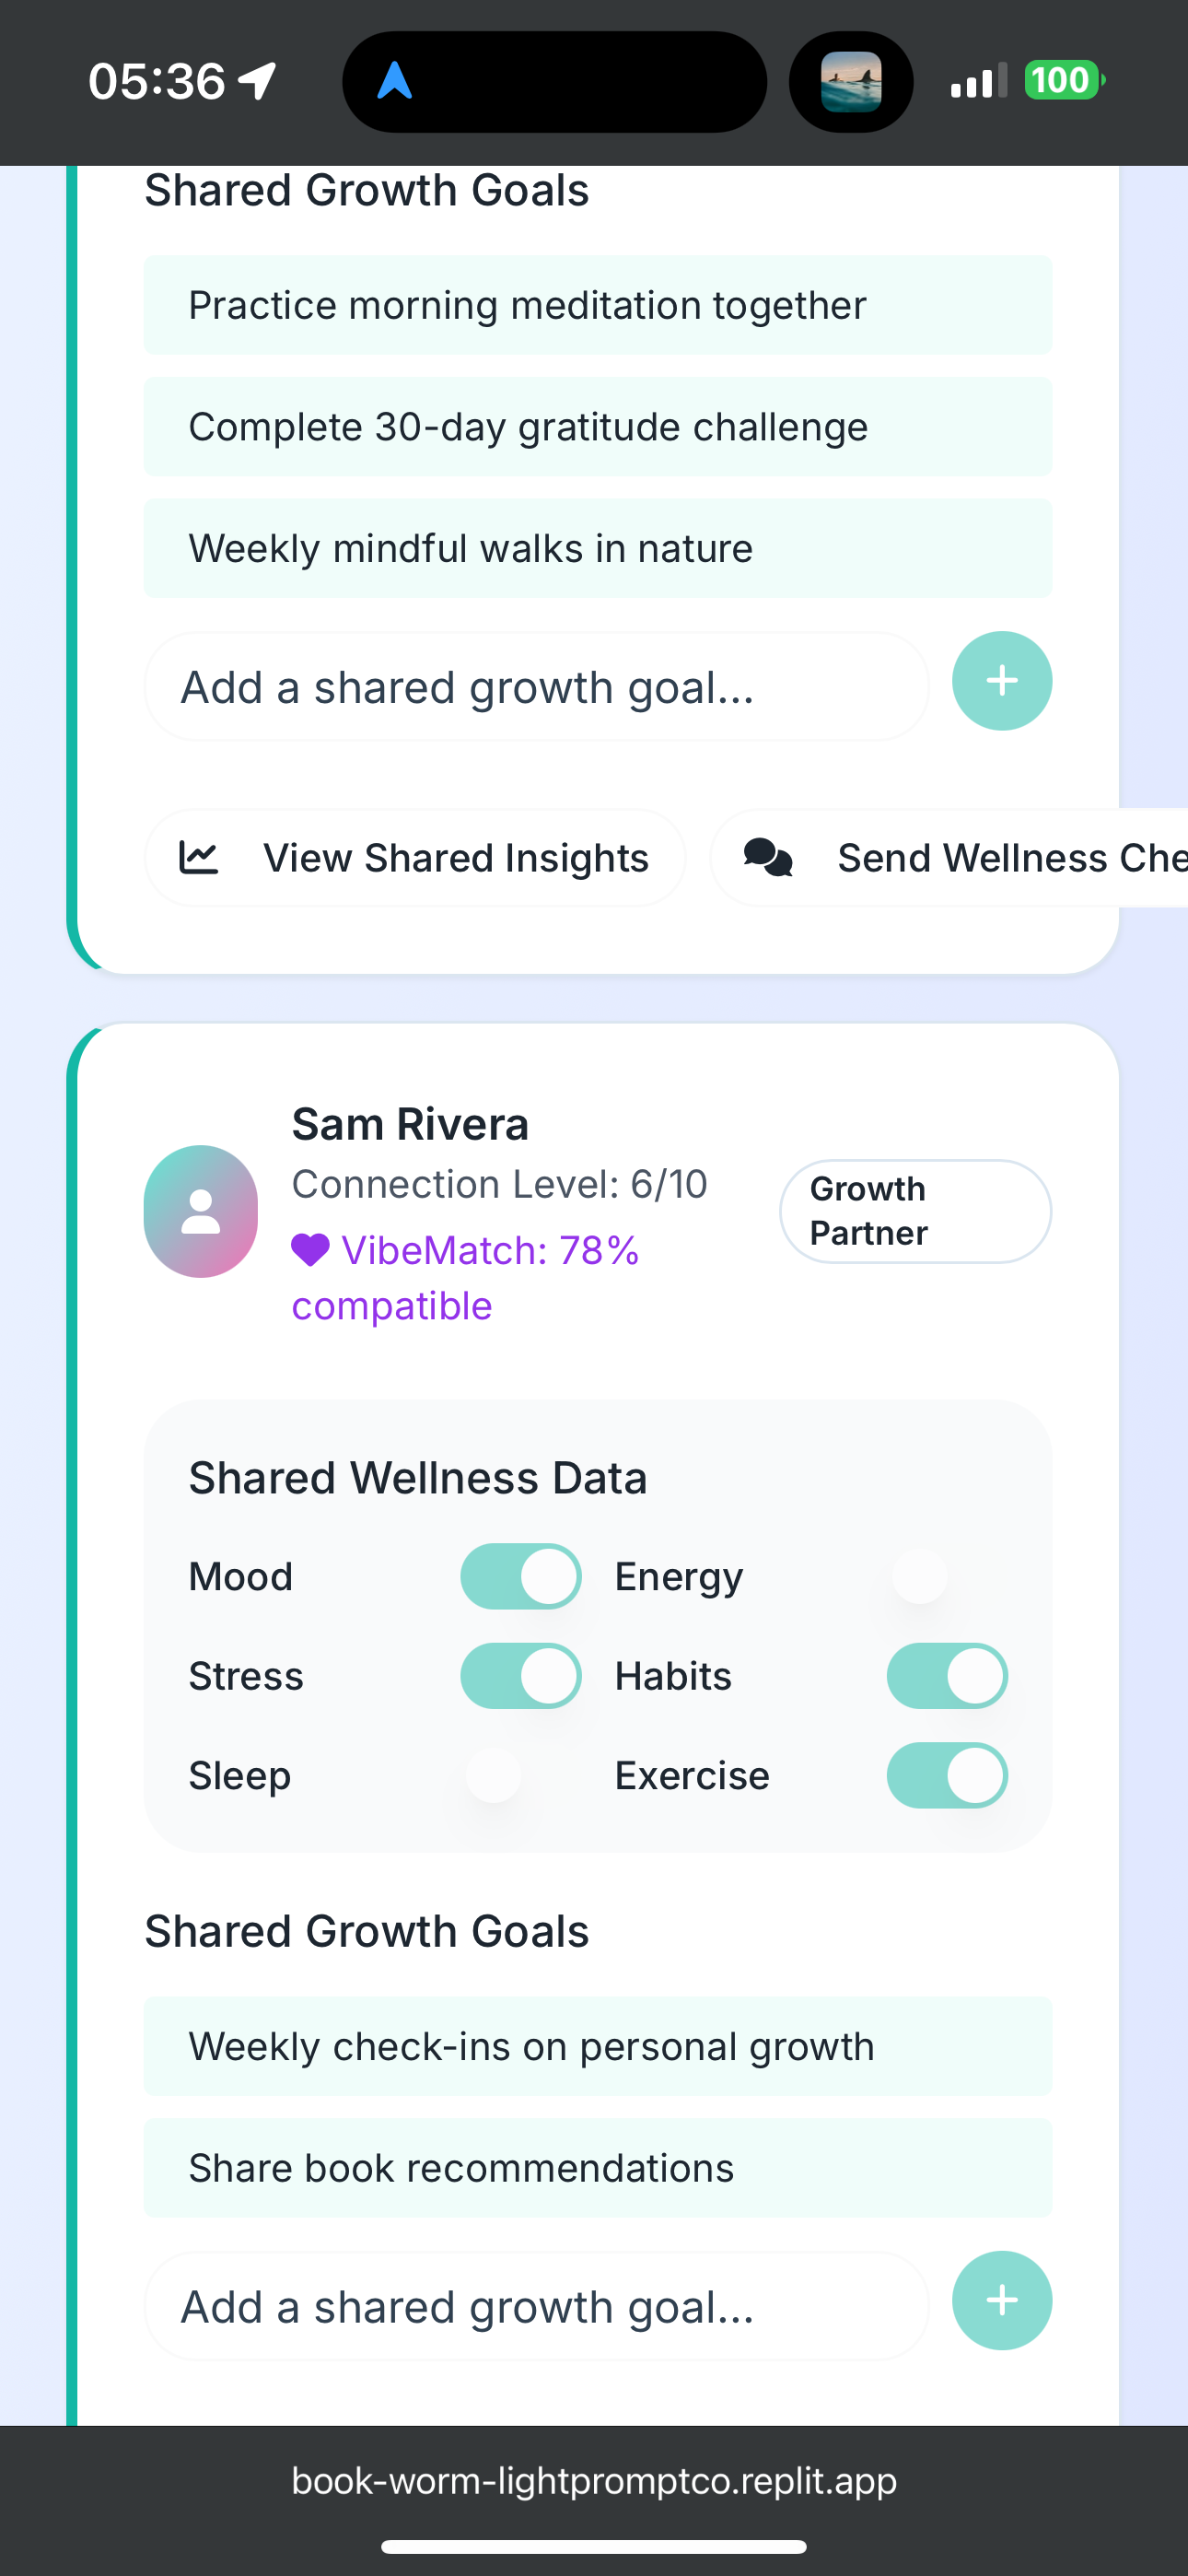 05:36
100
Shared Growth Goals
Practice morning meditation together
Complete 30-day gratitude challenge
Weekly mindful walks in nature
Add a shared growth goal...
View Shared Insights
Send Wellness Che
Sam Rivera
Connection Level: 6/10
VibeMatch: 78%
compatible
Growth
Partner
Shared Wellness Data
Mood
Energy
Stress
Habits
Sleep
Exercise
Shared Growth Goals
Weekly check-ins on personal growth
Share book recommendations
Add a shared growth goal...
book-worm-lightpromptco.replit.app